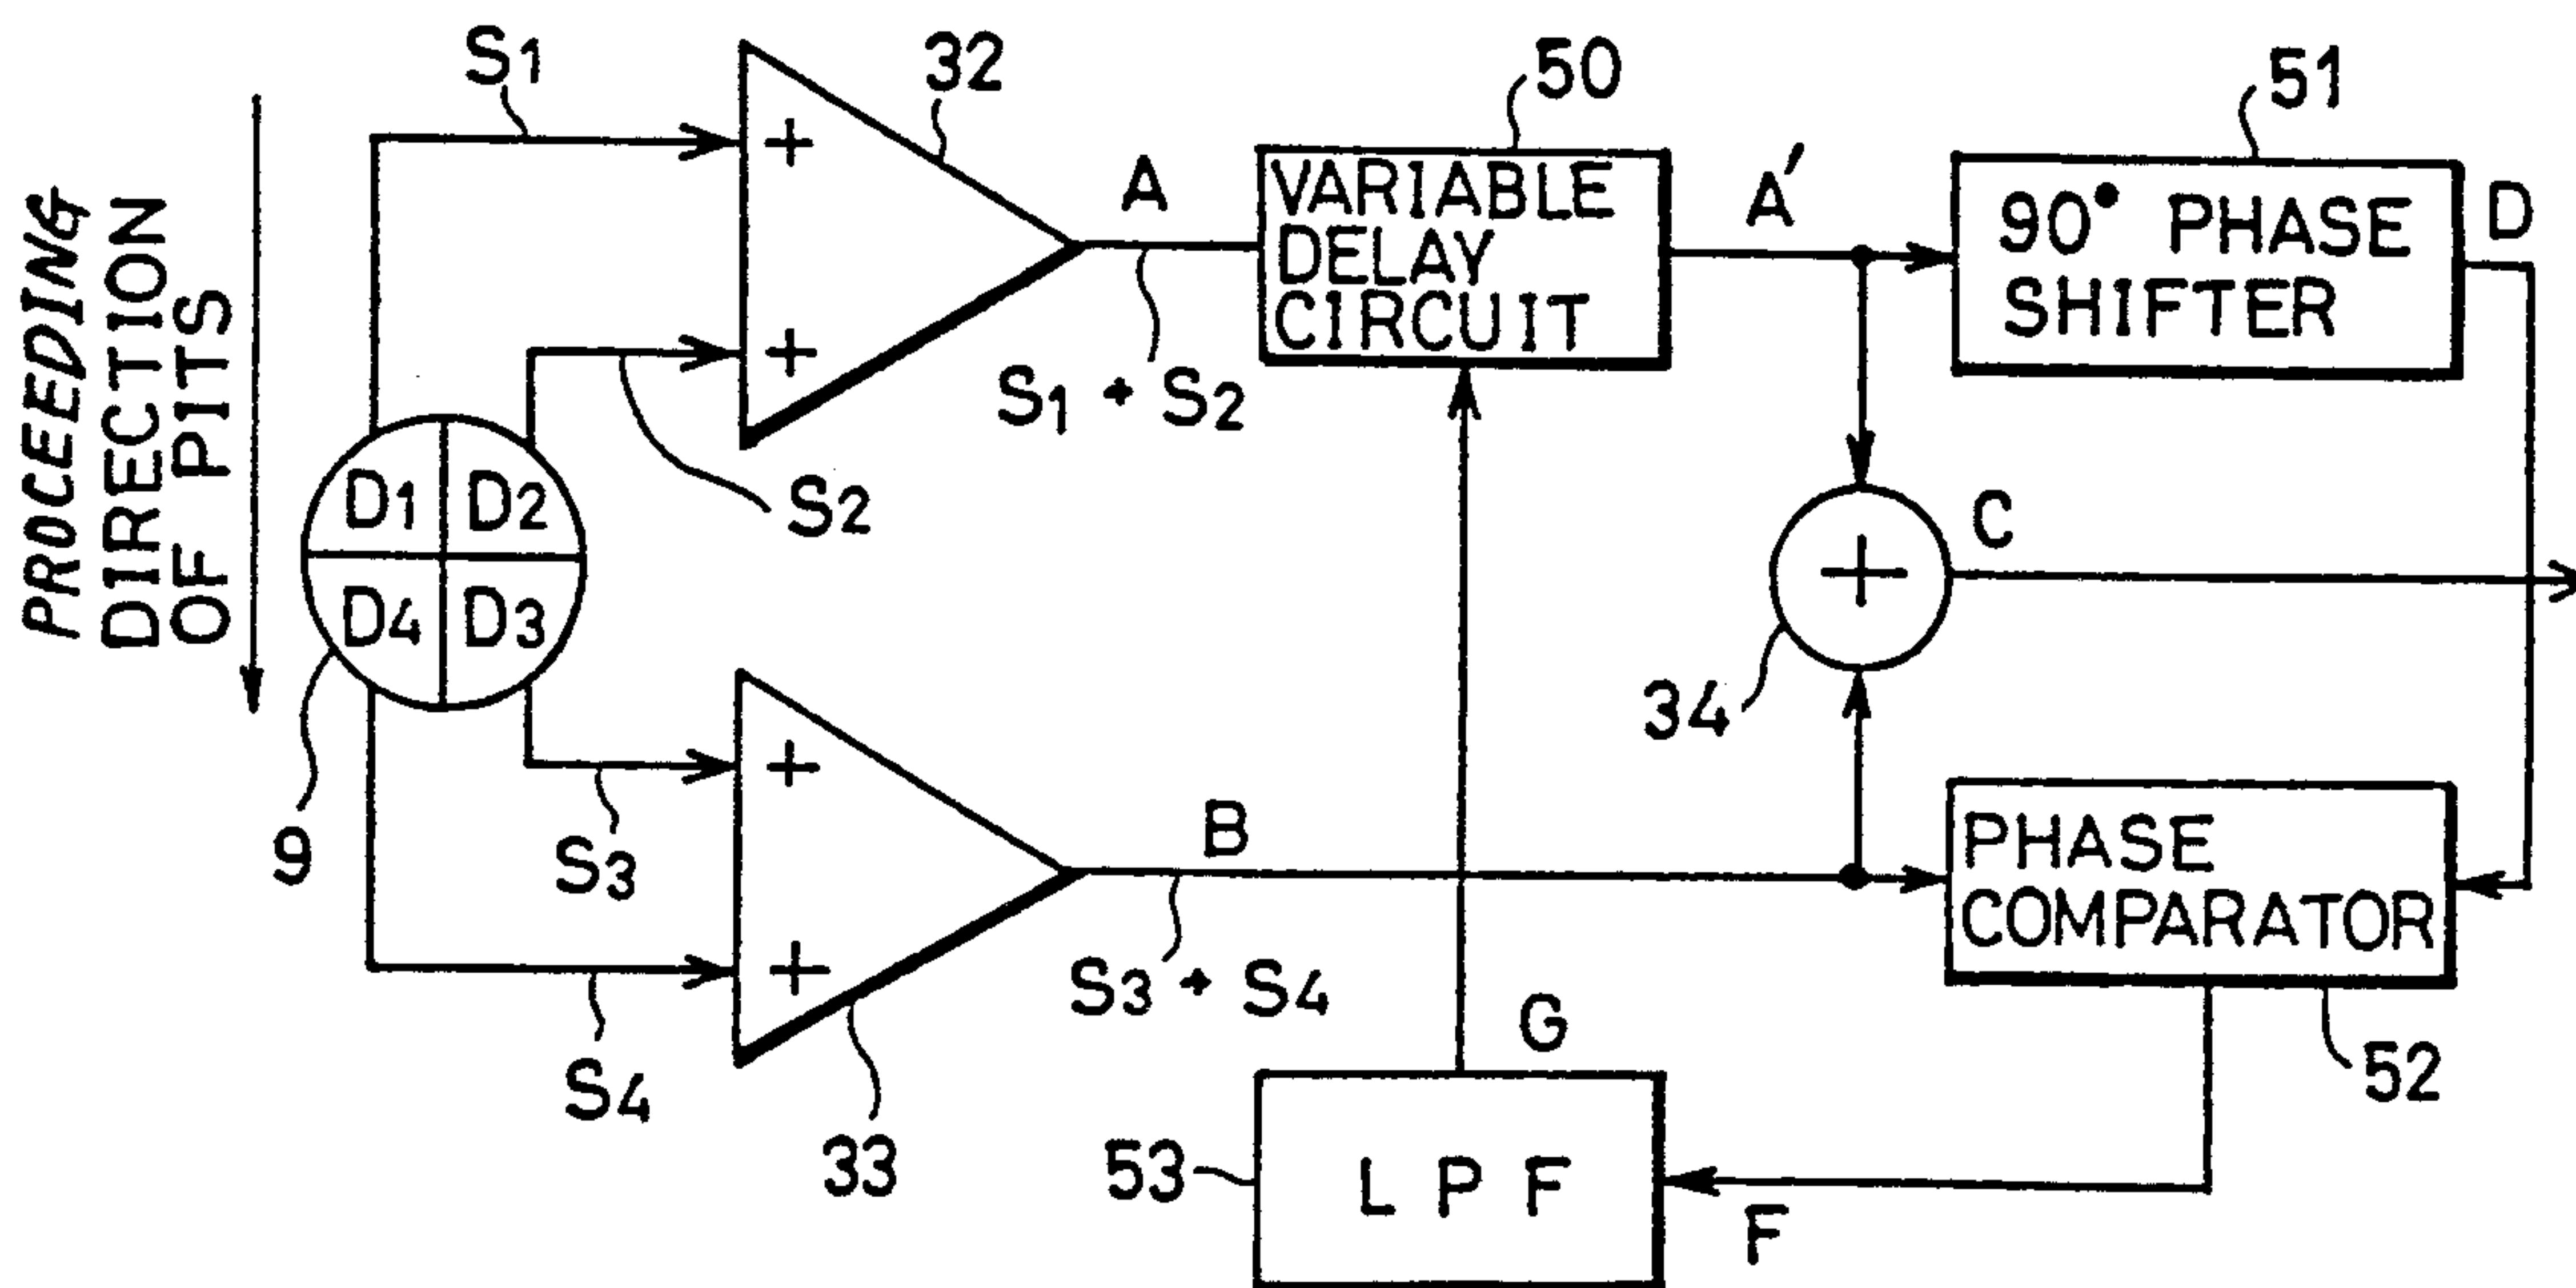 PROCEEDING
DIRECTION
OF PITS
S1
S2
S3
S4
D1
D2
D4
D3
9
32
33
A
S1 + S2
B
S3 + S4
50
VARIABLE
DELAY
CIRCUIT
A'
51
90° PHASE
SHIFTER
D
+
+
+
+
+
C
34
PHASE
COMPARATOR
52
G
53
LPF
F